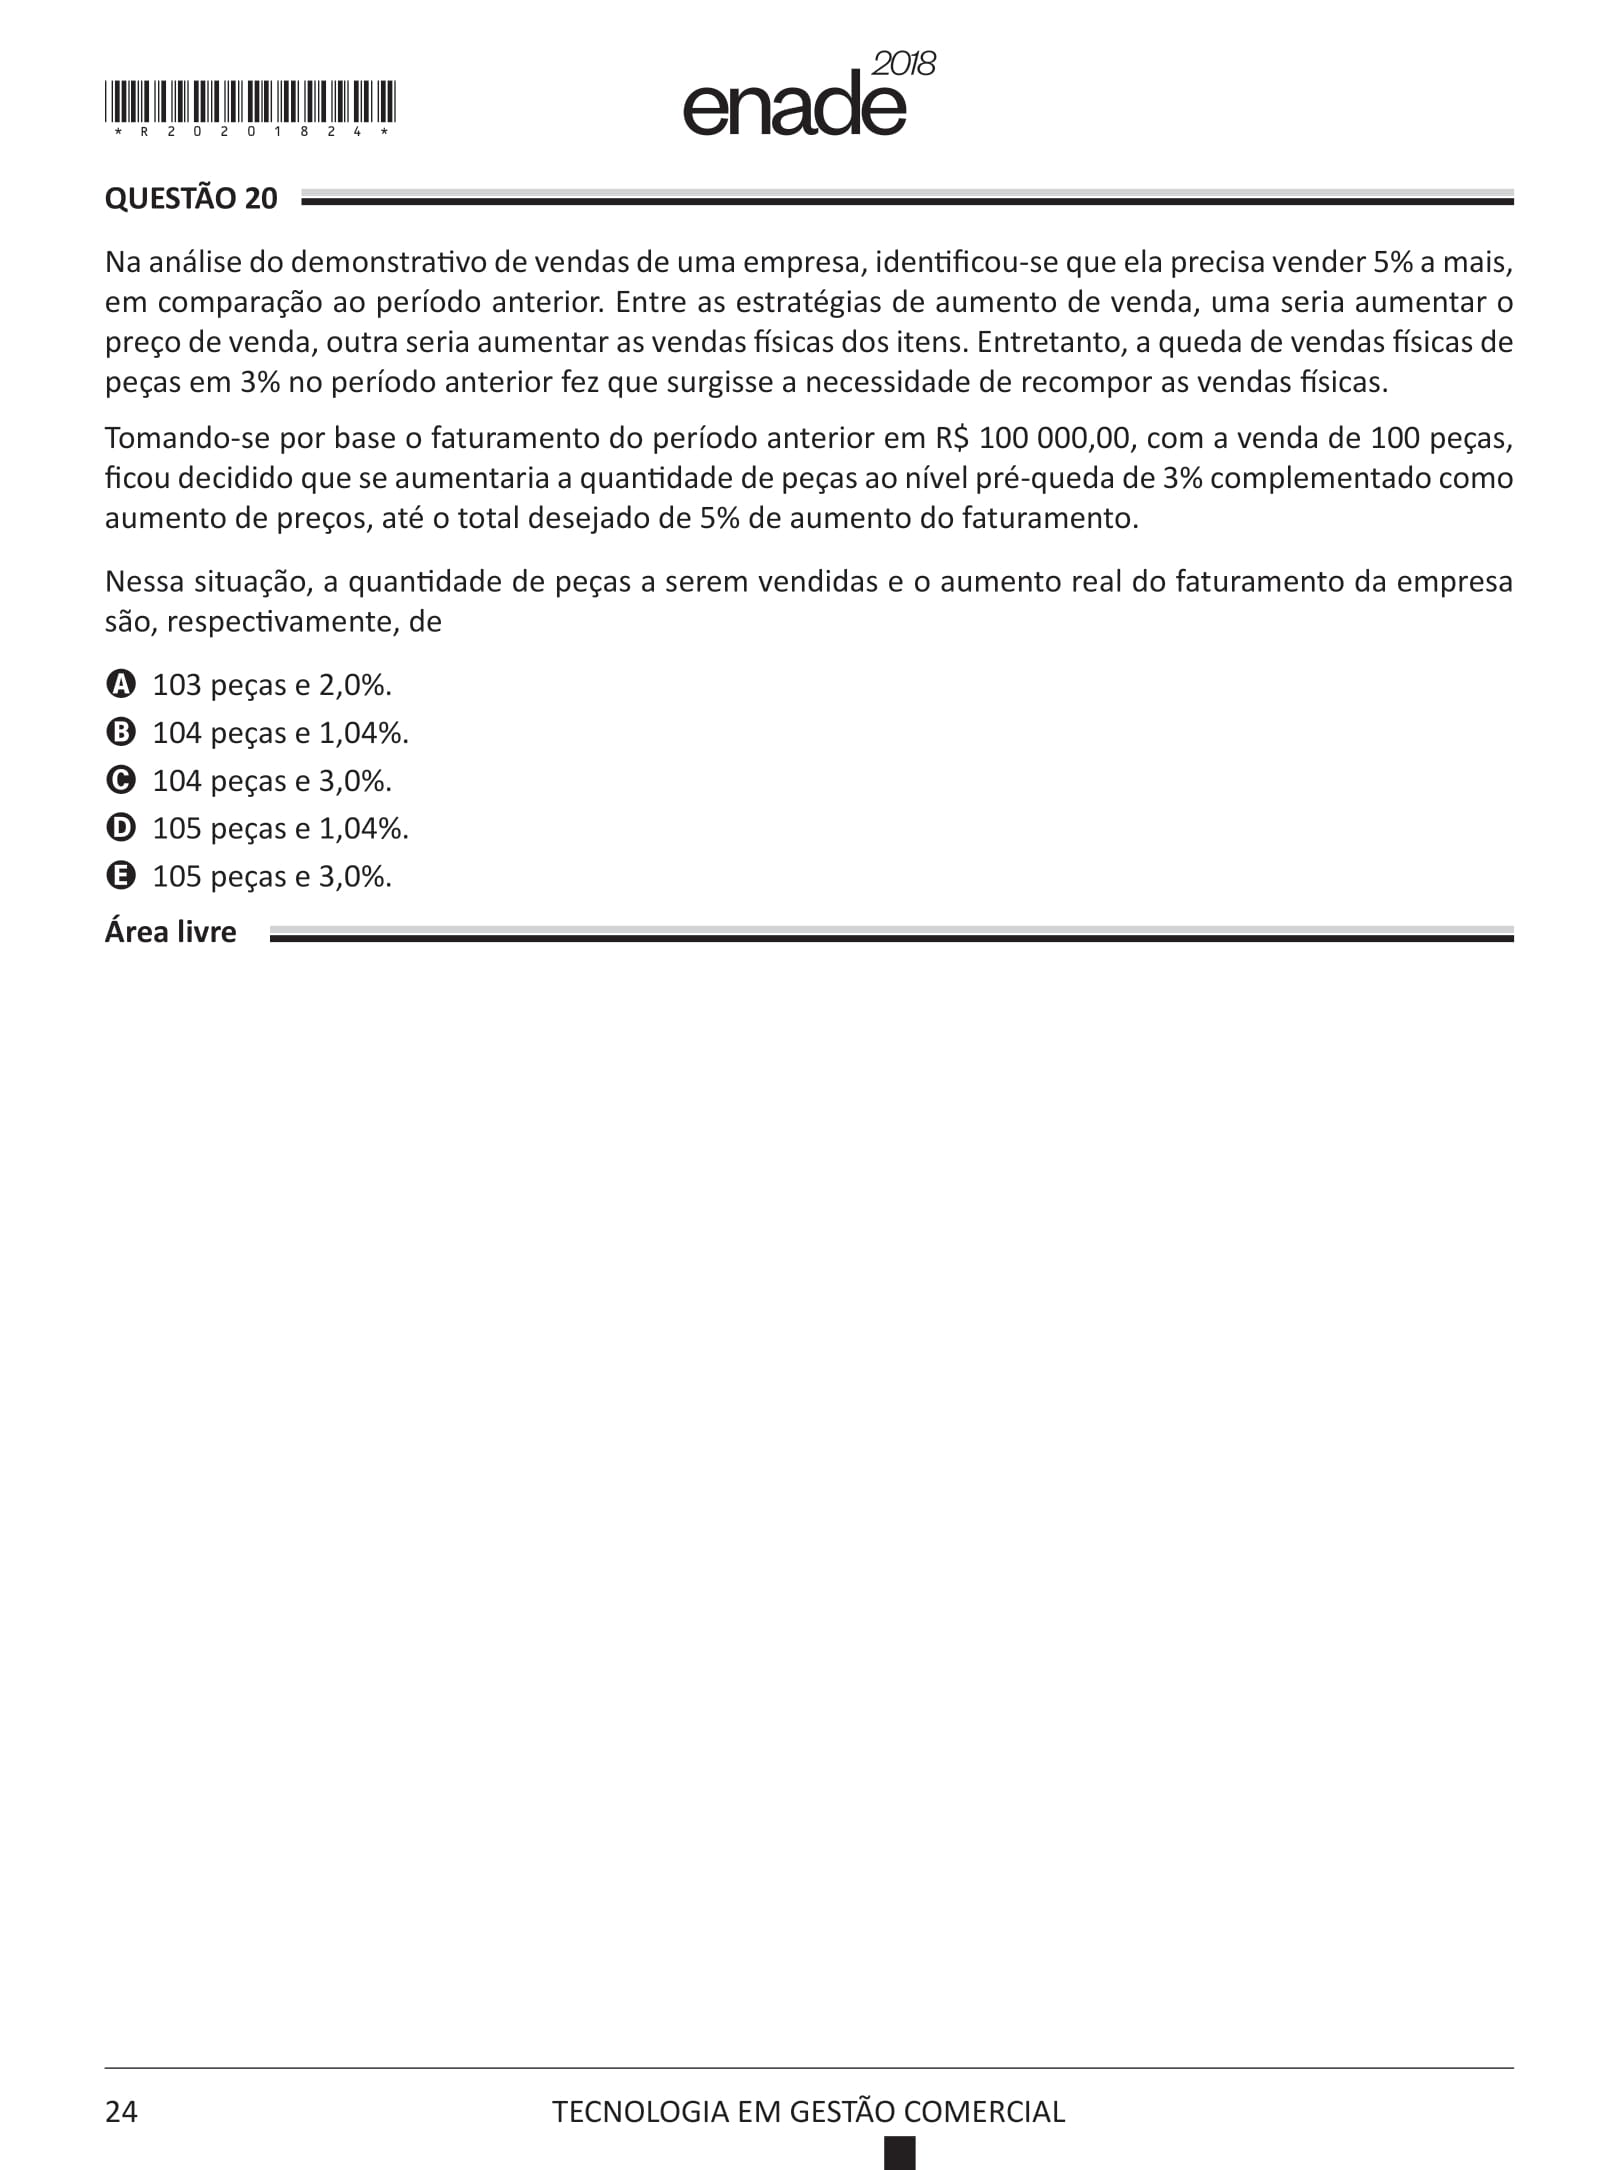 *R20201824*
enade2018
QUESTÃO 20
Na análise do demonstrativo de vendas de uma empresa, identificou-se que ela precisa vender 5% a mais,
em comparação ao período anterior. Entre as estratégias de aumento de venda, uma seria aumentar o
preço de venda, outra seria aumentar as vendas físicas dos itens. Entretanto, a queda de vendas físicas de
peças em 3% no período anterior fez que surgisse a necessidade de recompor as vendas físicas.
Tomando-se por base o faturamento do período anterior em R$ 100 000,00, com a venda de 100 peças,
ficou decidido que se aumentaria a quantidade de peças ao nível pré-queda de 3% complementado como
aumento de preços, até o total desejado de 5% de aumento do faturamento.
Nessa situação, a quantidade de peças a serem vendidas e o aumento real do faturamento da empresa
são, respectivamente, de
A 103 peças e 2,0%.
B 104 peças e 1,04%.
C 104 peças e 3,0%.
D 105 peças e 1,04%.
E 105 peças e 3,0%.
Área livre
24 TECNOLOGIA EM GESTÃO COMERCIAL